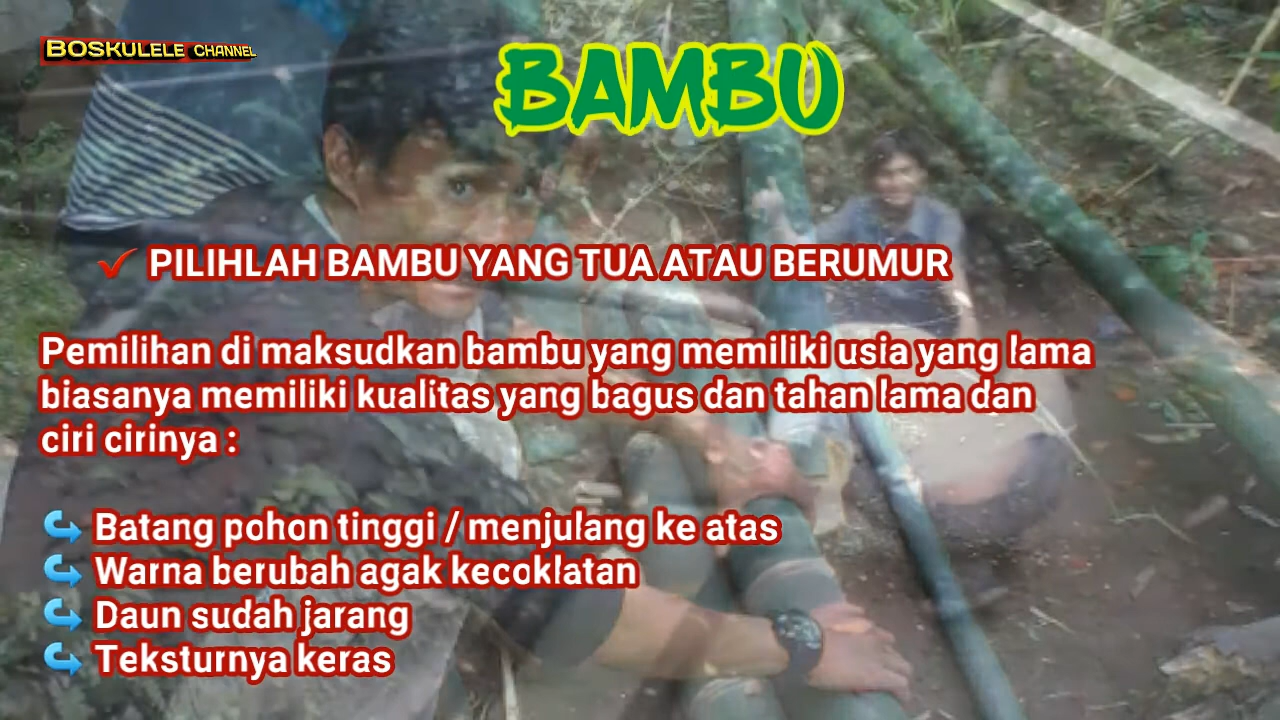 BOSKULELE CHANNEL
BAMBU
PILIHLAH BAMBU YANG TUA ATAU BERUMUR
Pemilihan di maksudkan bambu yang memiliki usia yang lama
biasanya memiliki kualitas yang bagus dan tahan lama dan
ciri cirinya :
Batang pohon tinggi / menjulang ke atas
Warna berubah agak kecoklatan
Daun sudah jarang
Teksturnya keras